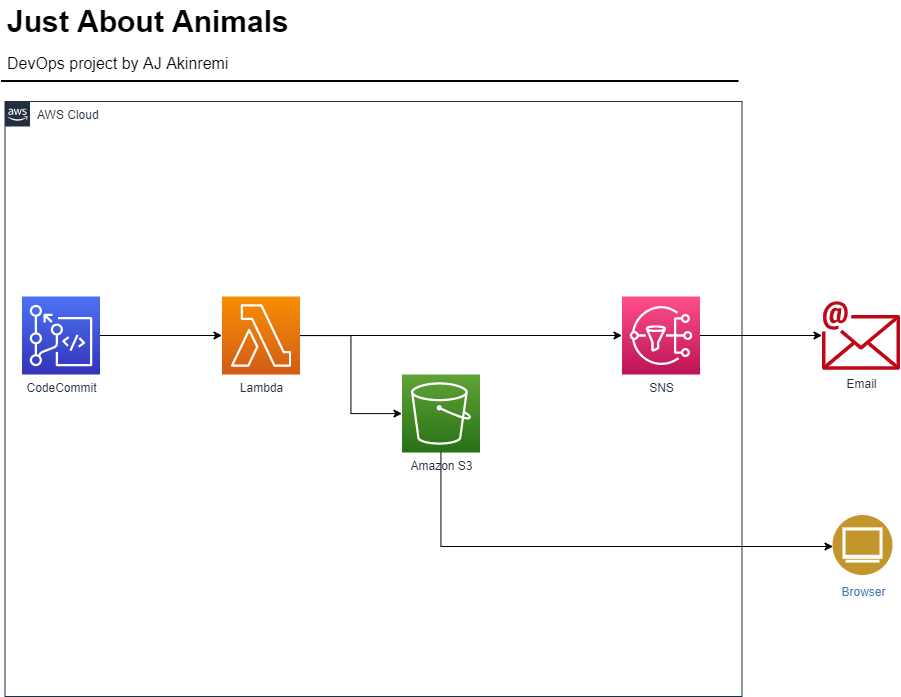 Just About Animals
DevOps project by AJ Akinremi
aws
AWS Cloud
CodeCommit
Lambda
SNS
@
Email
Amazon S3
Browser